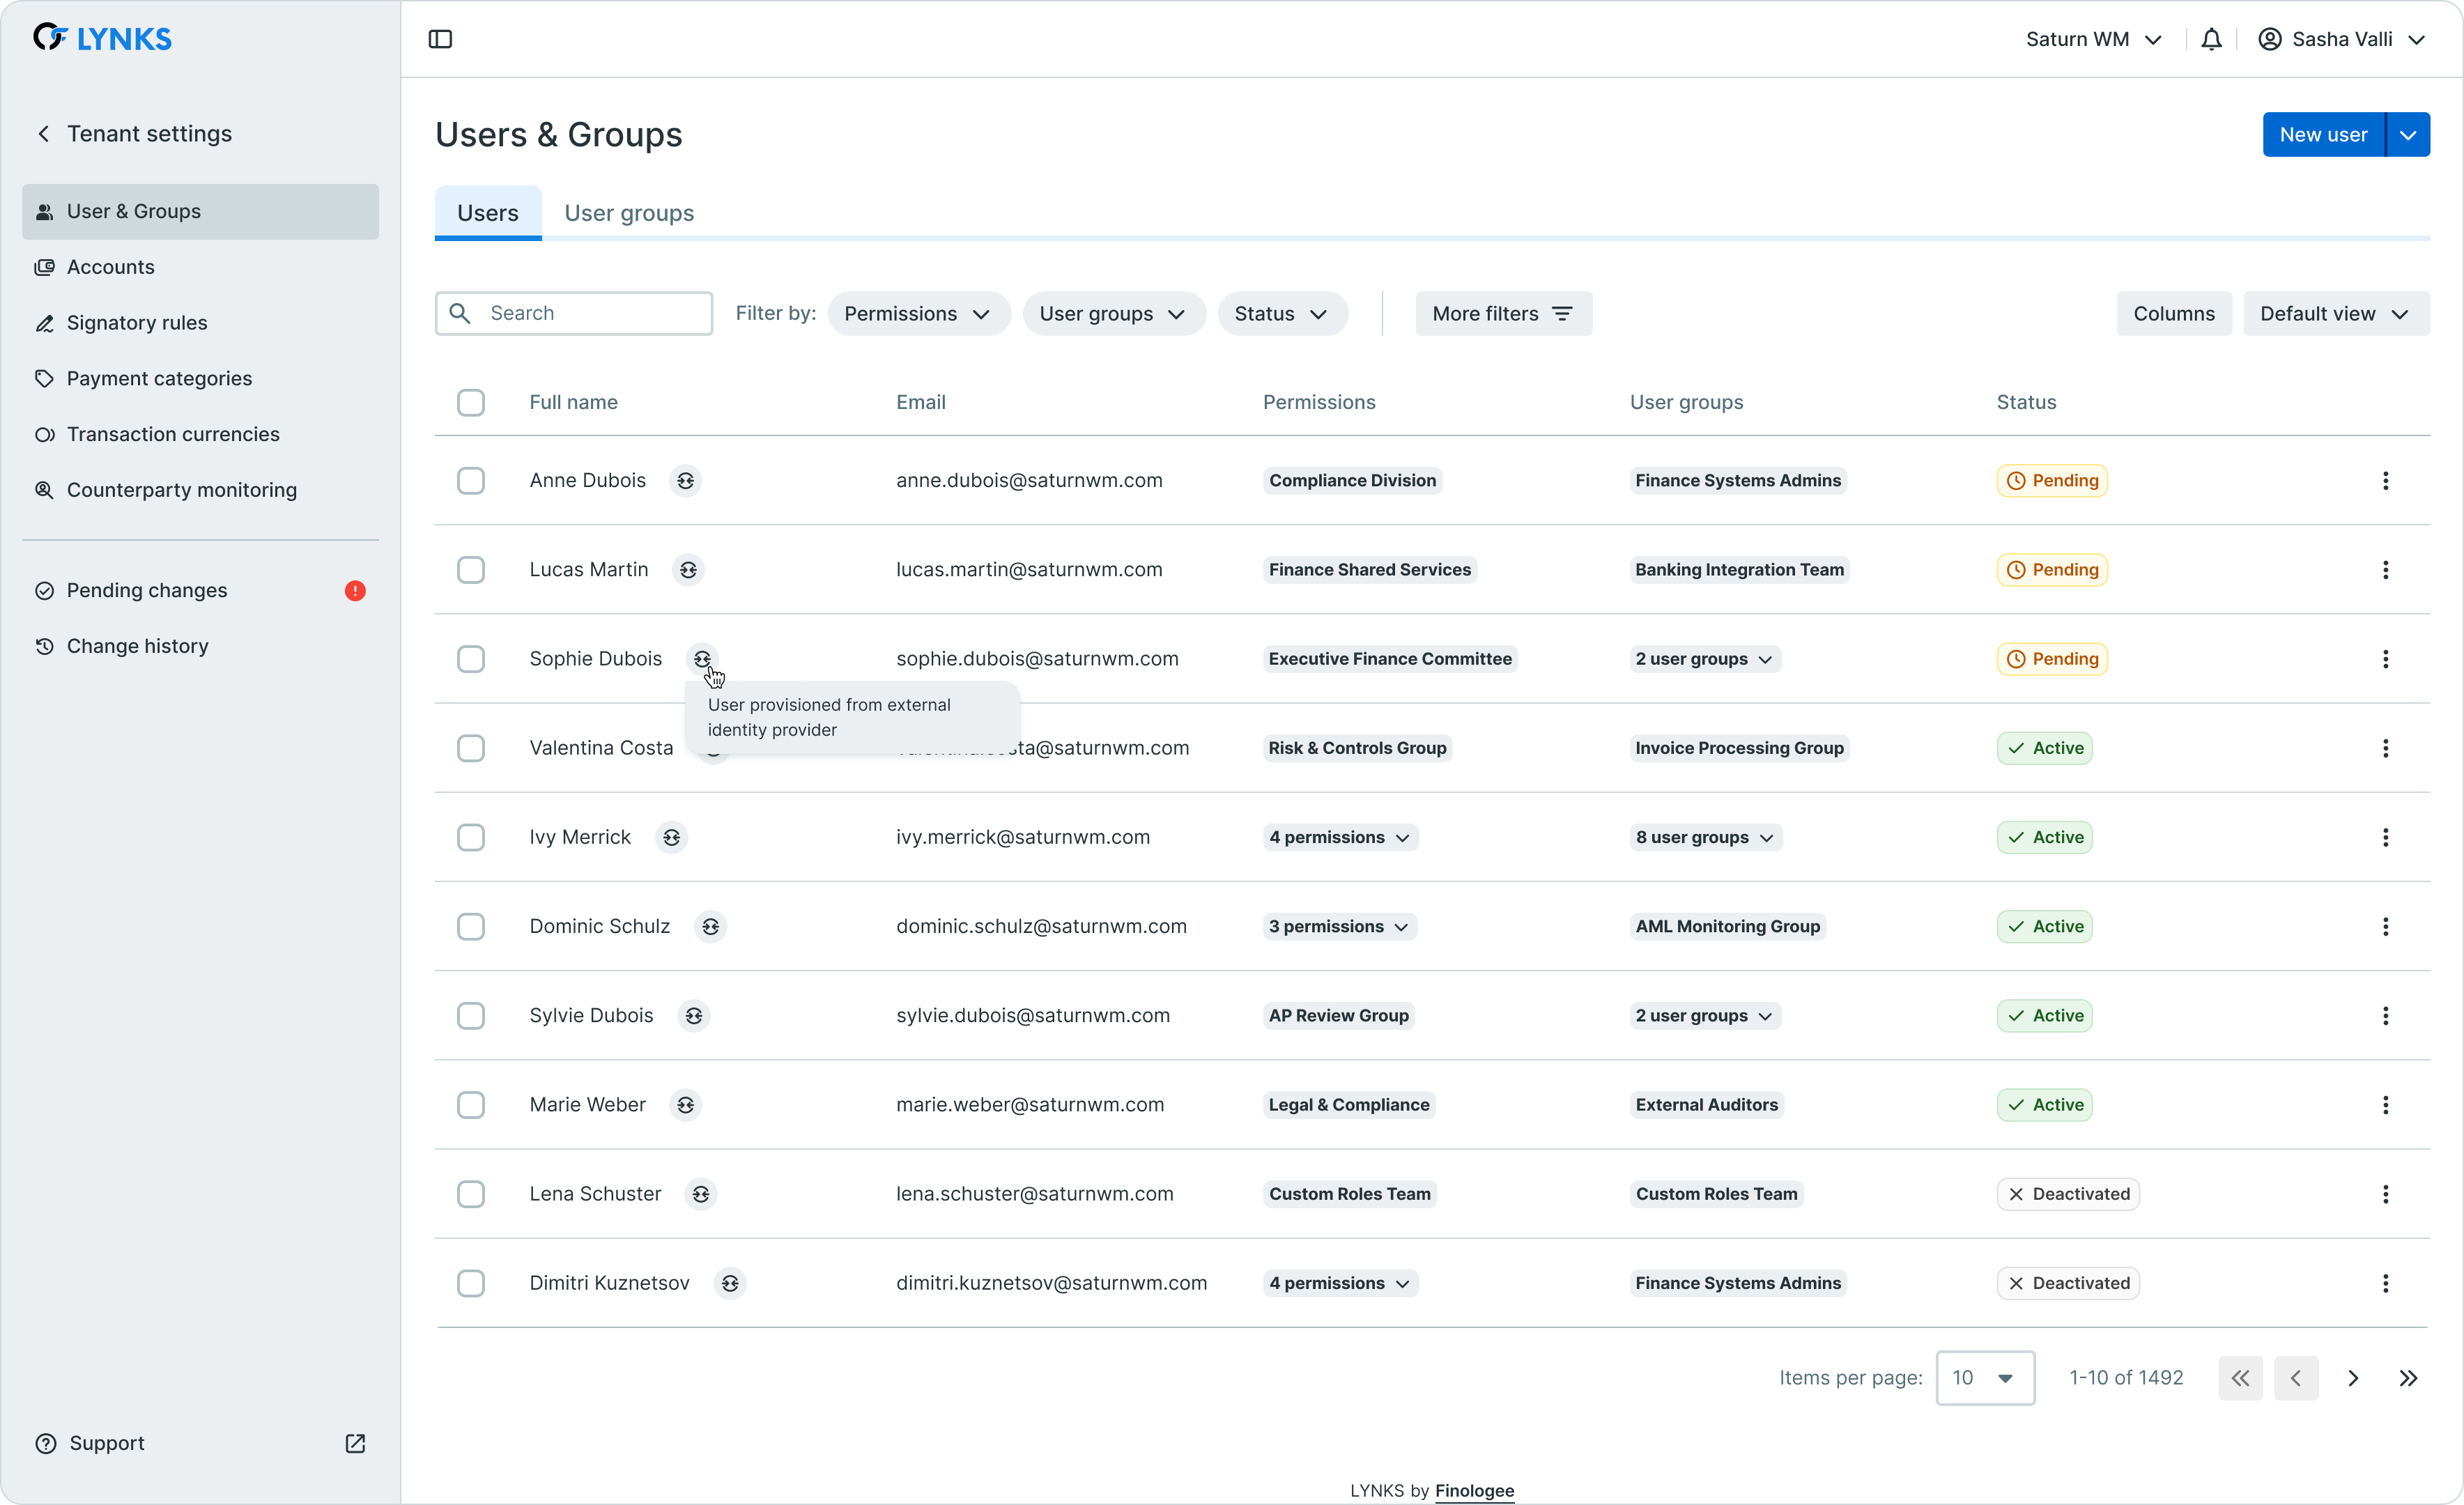 LYNKS
Saturn WM
Sasha Valli
Tenant settings
User & Groups
Accounts
Signatory rules
Payment categories
Transaction currencies
Counterparty monitoring
Pending changes
Change history
Support
Users & Groups
New user
Users
User groups
Search
Filter by:
Permissions
User groups
Status
More filters
Columns
Default view
Full name Email Permissions User groups Status
Anne Dubois anne.dubois@saturnwm.com Compliance Division Finance Systems Admins Pending
Lucas Martin lucas.martin@saturnwm.com Finance Shared Services Banking Integration Team Pending
Sophie Dubois sophie.dubois@saturnwm.com Executive Finance Committee 2 user groups Pending
User provisioned from external
identity provider
Valentina Costa ta@saturnwm.com Risk & Controls Group Invoice Processing Group Active
Ivy Merrick ivy.merrick@saturnwm.com 4 permissions 8 user groups Active
Dominic Schulz dominic.schulz@saturnwm.com 3 permissions AML Monitoring Group Active
Sylvie Dubois sylvie.dubois@saturnwm.com AP Review Group 2 user groups Active
Marie Weber marie.weber@saturnwm.com Legal & Compliance External Auditors Active
Lena Schuster lena.schuster@saturnwm.com Custom Roles Team Custom Roles Team Deactivated
Dimitri Kuznetsov dimitri.kuznetsov@saturnwm.com 4 permissions Finance Systems Admins Deactivated
Items per page: 10 1-10 of 1492
LYNKS by Finologee